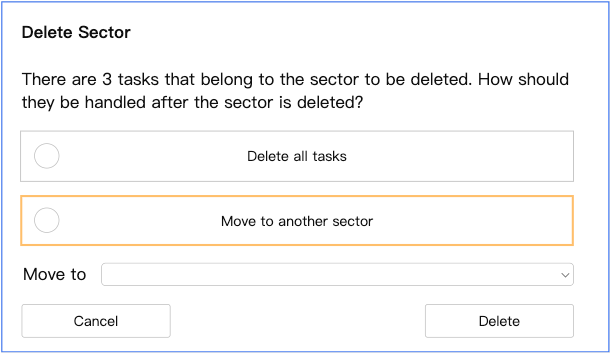 Delete Sector
There are 3 tasks that belong to the sector to be deleted. How should
they be handled after the sector is deleted?
Delete all tasks
Move to another sector
Move to
Cancel
Delete